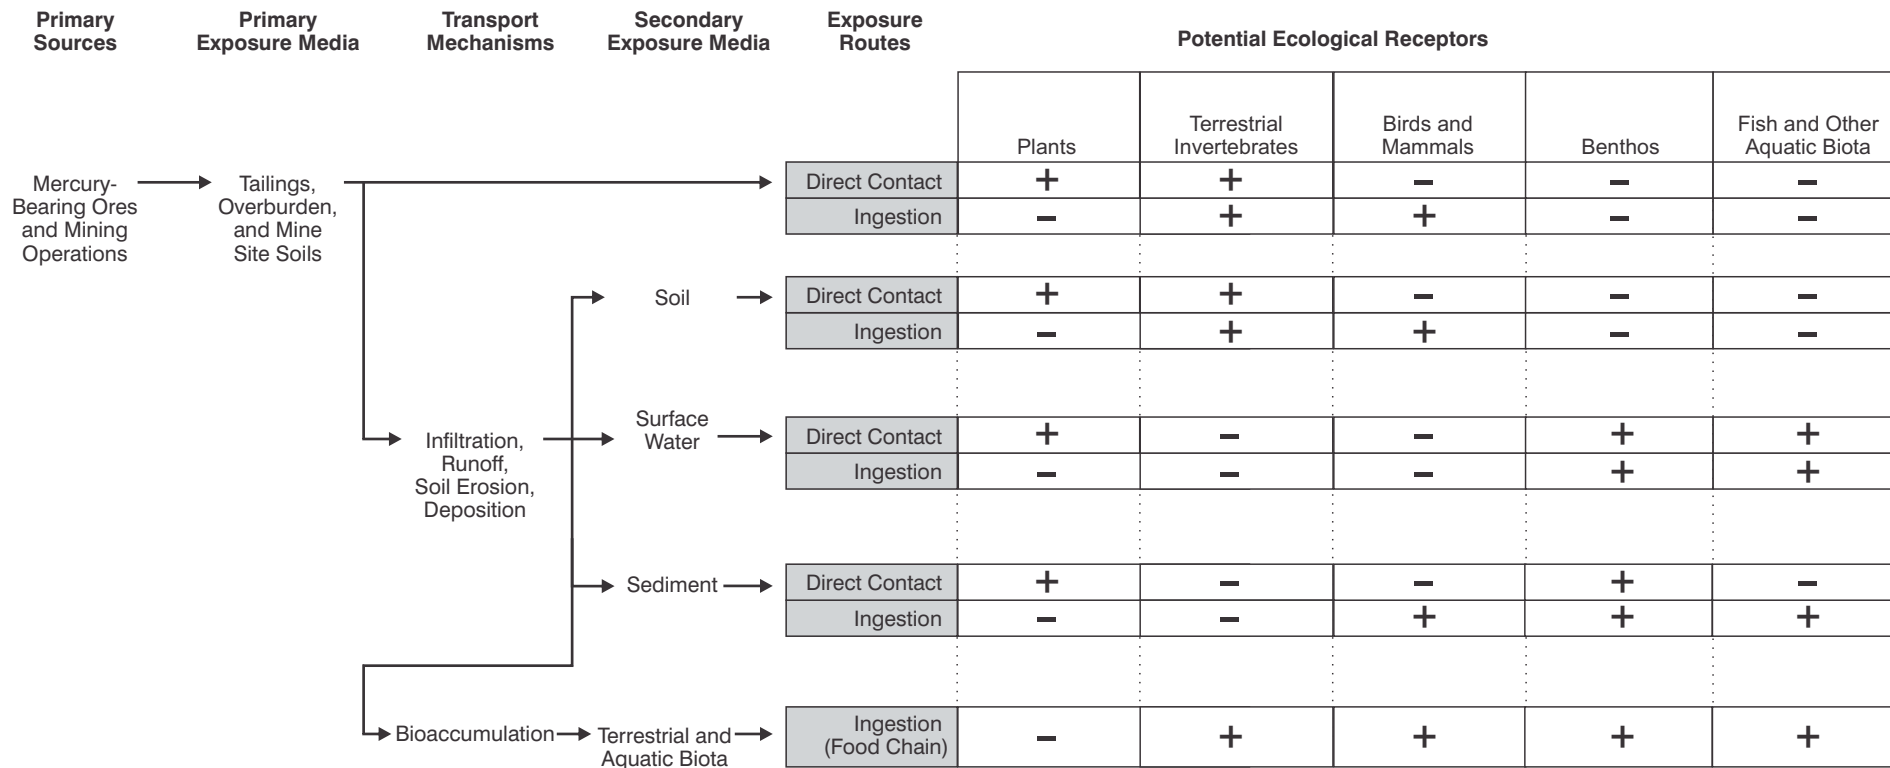 Primary
Sources
Primary
Exposure Media
Transport
Mechanisms
Secondary
Exposure Media
Exposure
Routes
Potential Ecological Receptors
Plants
Terrestrial
Invertebrates
Birds and
Mammals
Benthos
Fish and Other
Aquatic Biota
Mercury-
Bearing Ores
and Mining
Operations
Tailings,
Overburden,
and Mine
Site Soils
Direct Contact + + – – –
Ingestion – + + – –
Soil
Direct Contact + + – – –
Ingestion – + + – –
Infiltration,
Runoff,
Soil Erosion,
Deposition
Surface
Water
Direct Contact + – – + +
Ingestion – – – + +
Sediment
Direct Contact + – – + –
Ingestion – – + + +
Bioaccumulation
Terrestrial and
Aquatic Biota
Ingestion
(Food Chain)
– + + + +